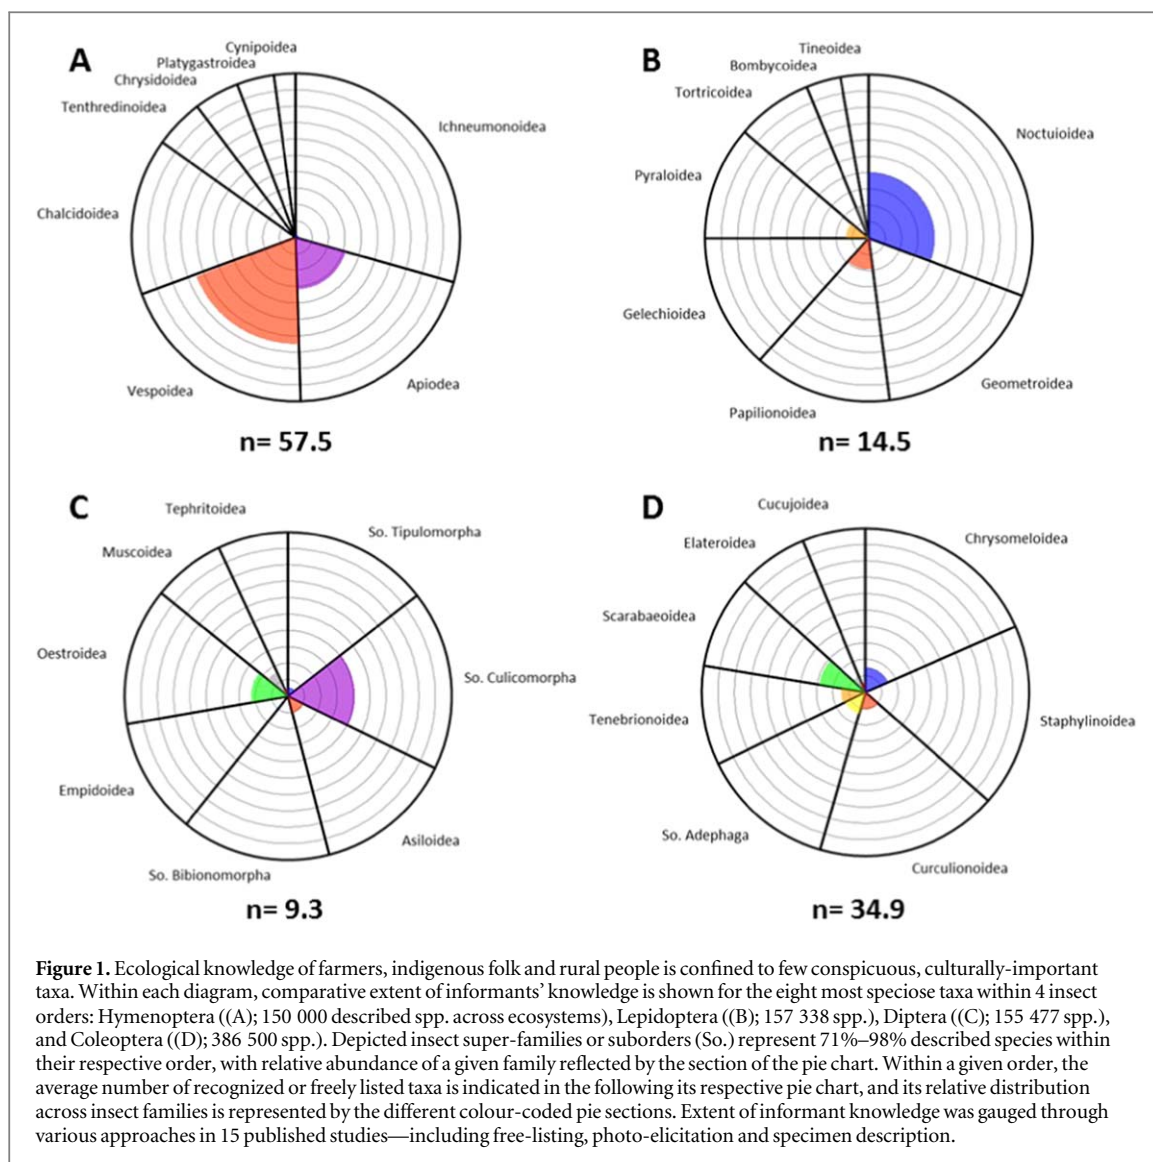 A
Cynipoidea
Platygastroidea
Chrysidoidea
Tenthredinoidea
Ichneumonoidea
Chalcidoidea
Vespoidea
Apiodea
n= 57.5
B
Tineoidea
Bombycoidea
Tortricoidea
Noctuioidea
Pyraloidea
Gelechioidea
Geometroidea
Papilionoidea
n= 14.5
C
Tephritoidea
So. Tipulomorpha
Muscoidea
Oestroidea
So. Culicomorpha
Empidoidea
Asiloidea
So. Bibionomorpha
n= 9.3
D
Cucujoidea
Chrysomeloidea
Elateroidea
Scarabaeoidea
Tenebrionoidea
Staphylinoidea
So. Adephaga
Curculionoidea
n= 34.9
Figure 1. Ecological knowledge of farmers, indigenous folk and rural people is confined to few conspicuous, culturally-important
taxa. Within each diagram, comparative extent of informants' knowledge is shown for the eight most speciose taxa within 4 insect
orders: Hymenoptera ((A); 150 000 described spp. across ecosystems), Lepidoptera ((B); 157 338 spp.), Diptera ((C); 155 477 spp.),
and Coleoptera ((D); 386 500 spp.). Depicted insect super-families or suborders (So.) represent 71%–98% described species within
their respective order, with relative abundance of a given family reflected by the section of the pie chart. Within a given order, the
average number of recognized or freely listed taxa is indicated in the following its respective pie chart, and its relative distribution
across insect families is represented by the different colour-coded pie sections. Extent of informant knowledge was gauged through
various approaches in 15 published studies—including free-listing, photo-elicitation and specimen description.